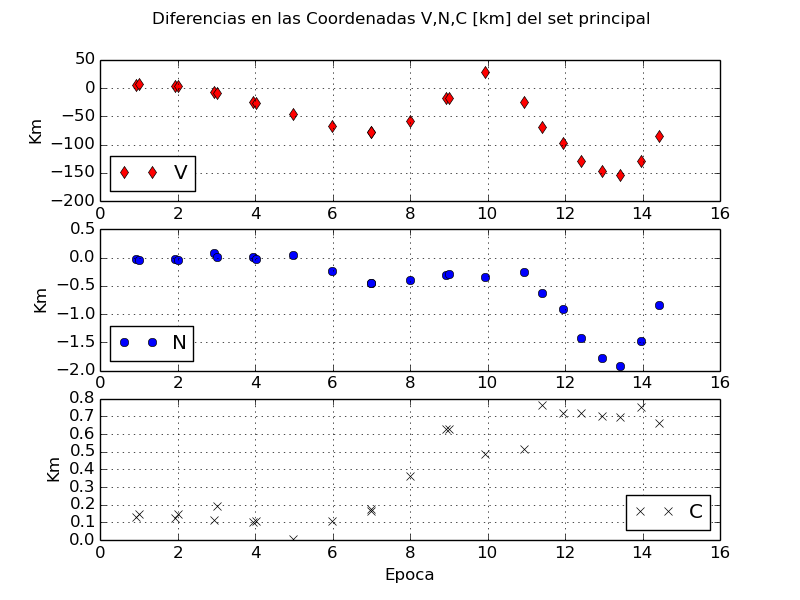 Diferencias en las Coordenadas V,N,C [km] del set principal
50
0
−50
−100
−150
−200
Km
V
0 2 4 6 8 10 12 14 16
0.5
0.0
−0.5
−1.0
−1.5
−2.0
Km
N
0 2 4 6 8 10 12 14 16
0.8
0.7
0.6
0.5
0.4
0.3
0.2
0.1
0.0
Km
C
0 2 4 6 8 10 12 14 16
Epoca